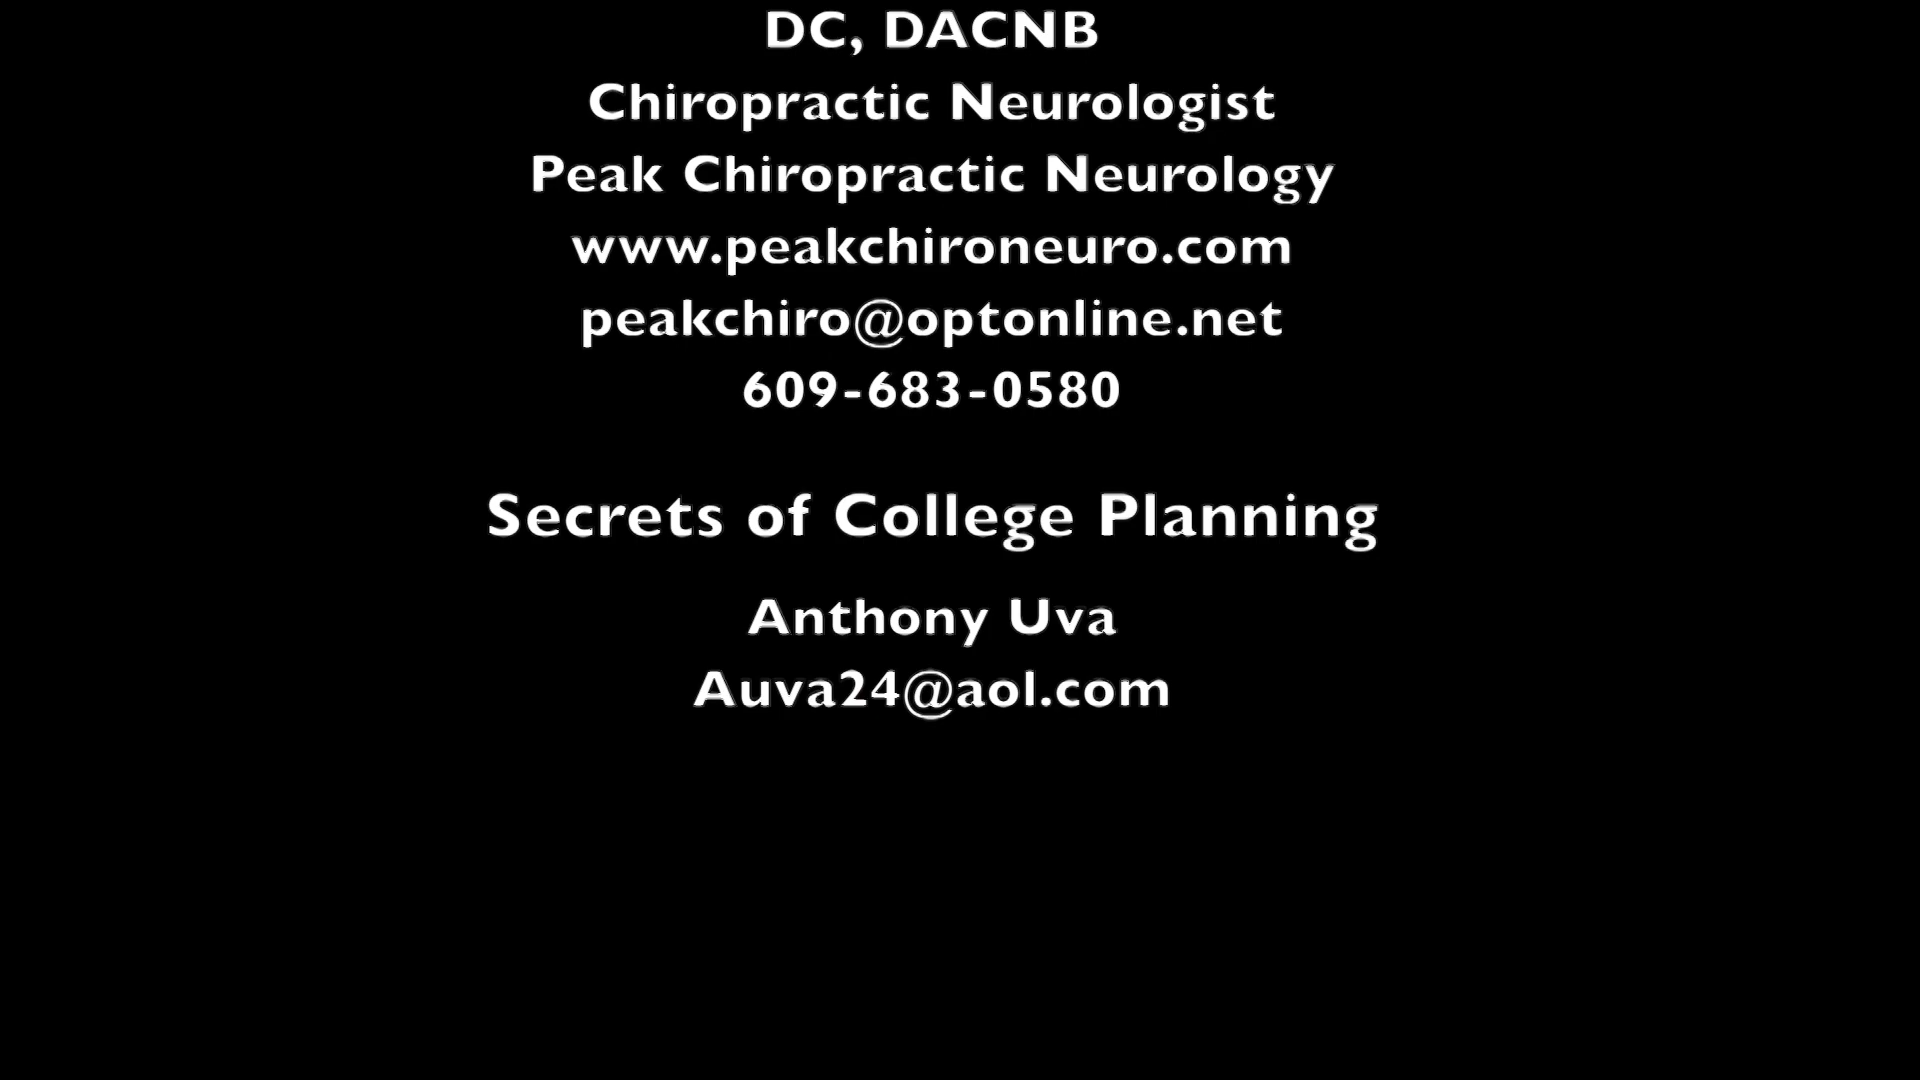 DC, DACNB
Chiropractic Neurologist
Peak Chiropractic Neurology
www.peakchironeuro.com
peakchiro@optonline.net
609-683-0580
Secrets of College Planning
Anthony Uva
Auva24@aol.com